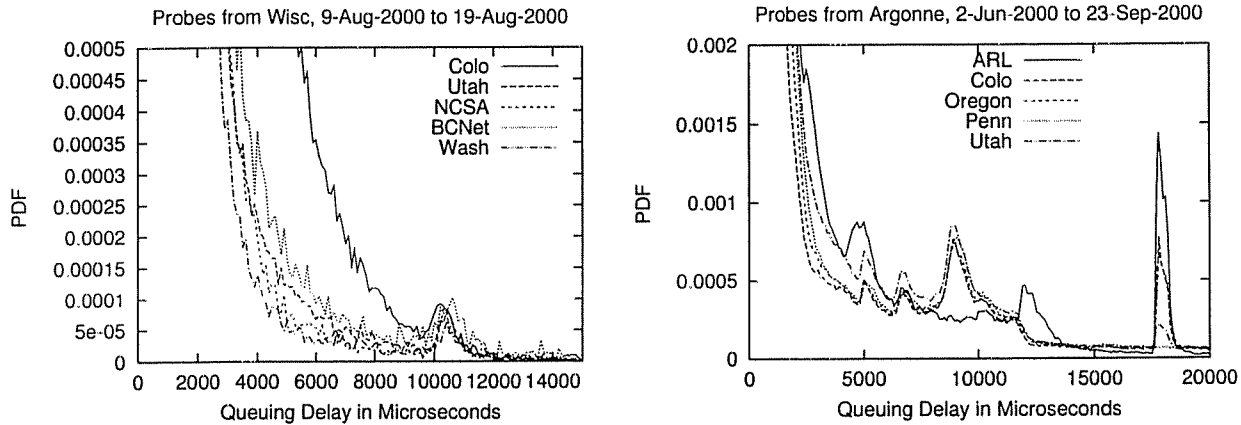 Probes from Wisc, 9-Aug-2000 to 19-Aug-2000
0.0005
0.00045
0.0004
0.00035
0.0003
0.00025
0.0002
0.00015
0.0001
5e-05
0
PDF
Colo
Utah
NCSA
BCNet
Wash
0 2000 4000 6000 8000 10000 12000 14000
Queuing Delay in Microseconds
Probes from Argonne, 2-Jun-2000 to 23-Sep-2000
0.002
0.0015
0.001
0.0005
0
PDF
ARL
Colo
Oregon
Penn
Utah
0 5000 10000 15000 20000
Queuing Delay in Microseconds